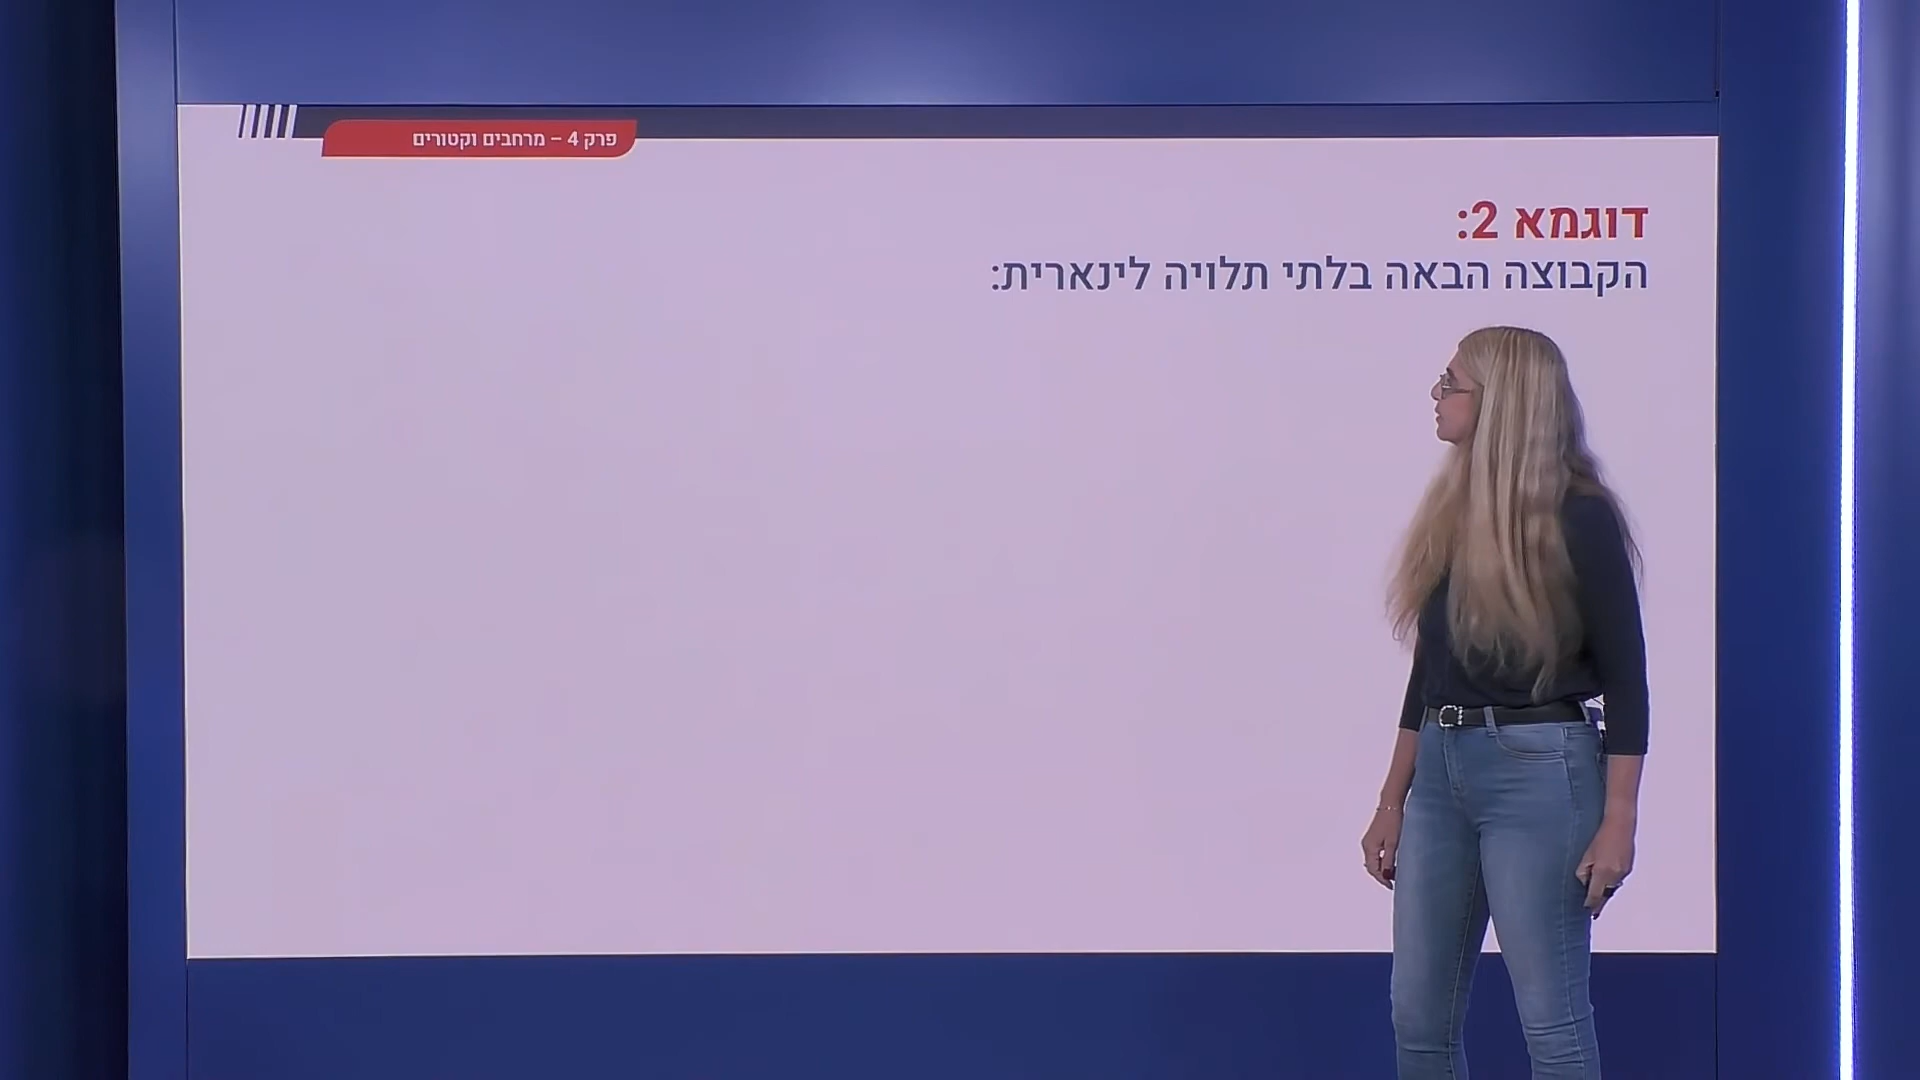 פרק 4 – מרחבים וקטורים
דוגמא 2:
הקבוצה הבאה בלתי תלויה לינארית: